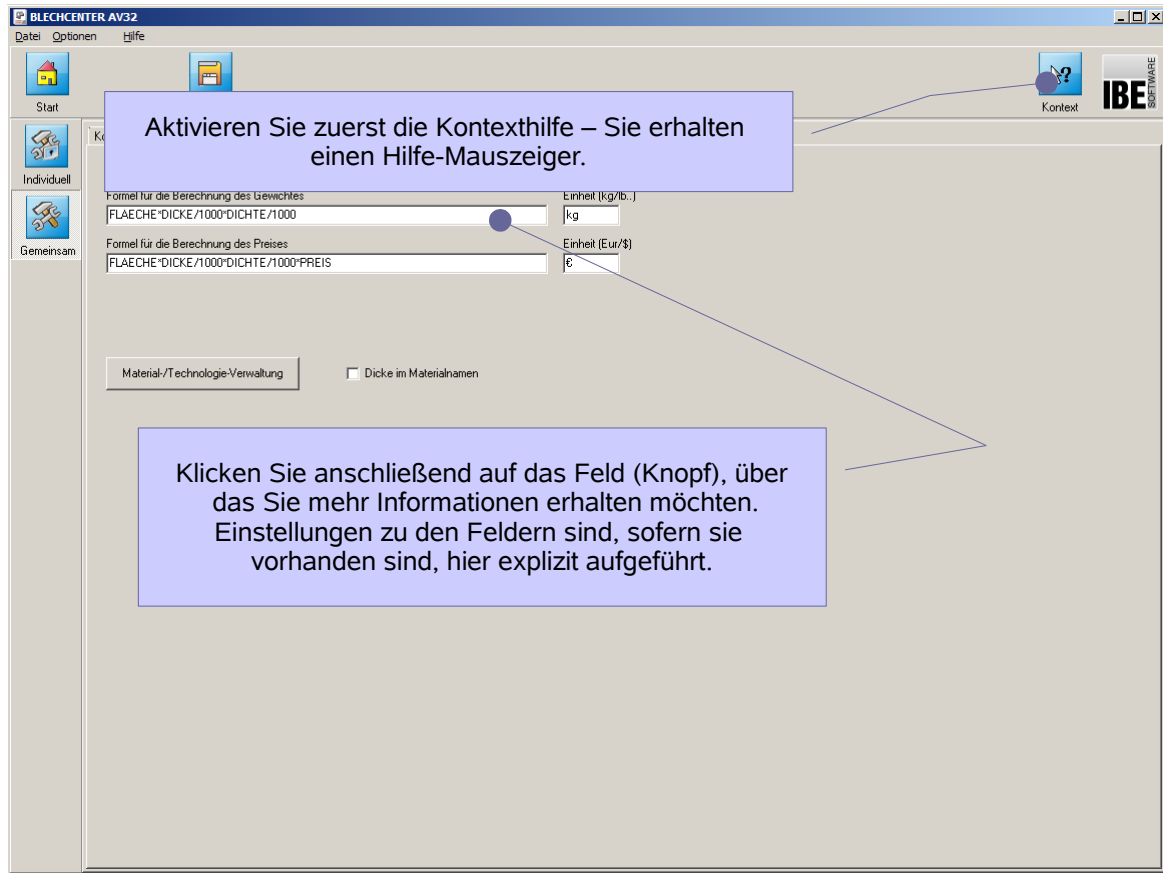 BLECHCENTER AV32
Datei Optionen Hilfe
Start
Kontext
IBE SOFTWARE
Aktivieren Sie zuerst die Kontexthilfe – Sie erhalten
einen Hilfe-Mauszeiger.
Individuell
Gemeinsam
Formel für die Berechnung des Gewichtes Einheit (kg/lb..)
FLAECHE*DICKE/1000*DICHTE/1000 kg
Formel für die Berechnung des Preises Einheit (Eur/$)
FLAECHE*DICKE/1000*DICHTE/1000*PREIS €
Material-/Technologie-Verwaltung Dicke im Materialnamen
Klicken Sie anschließend auf das Feld (Knopf), über
das Sie mehr Informationen erhalten möchten.
Einstellungen zu den Feldern sind, sofern sie
vorhanden sind, hier explizit aufgeführt.